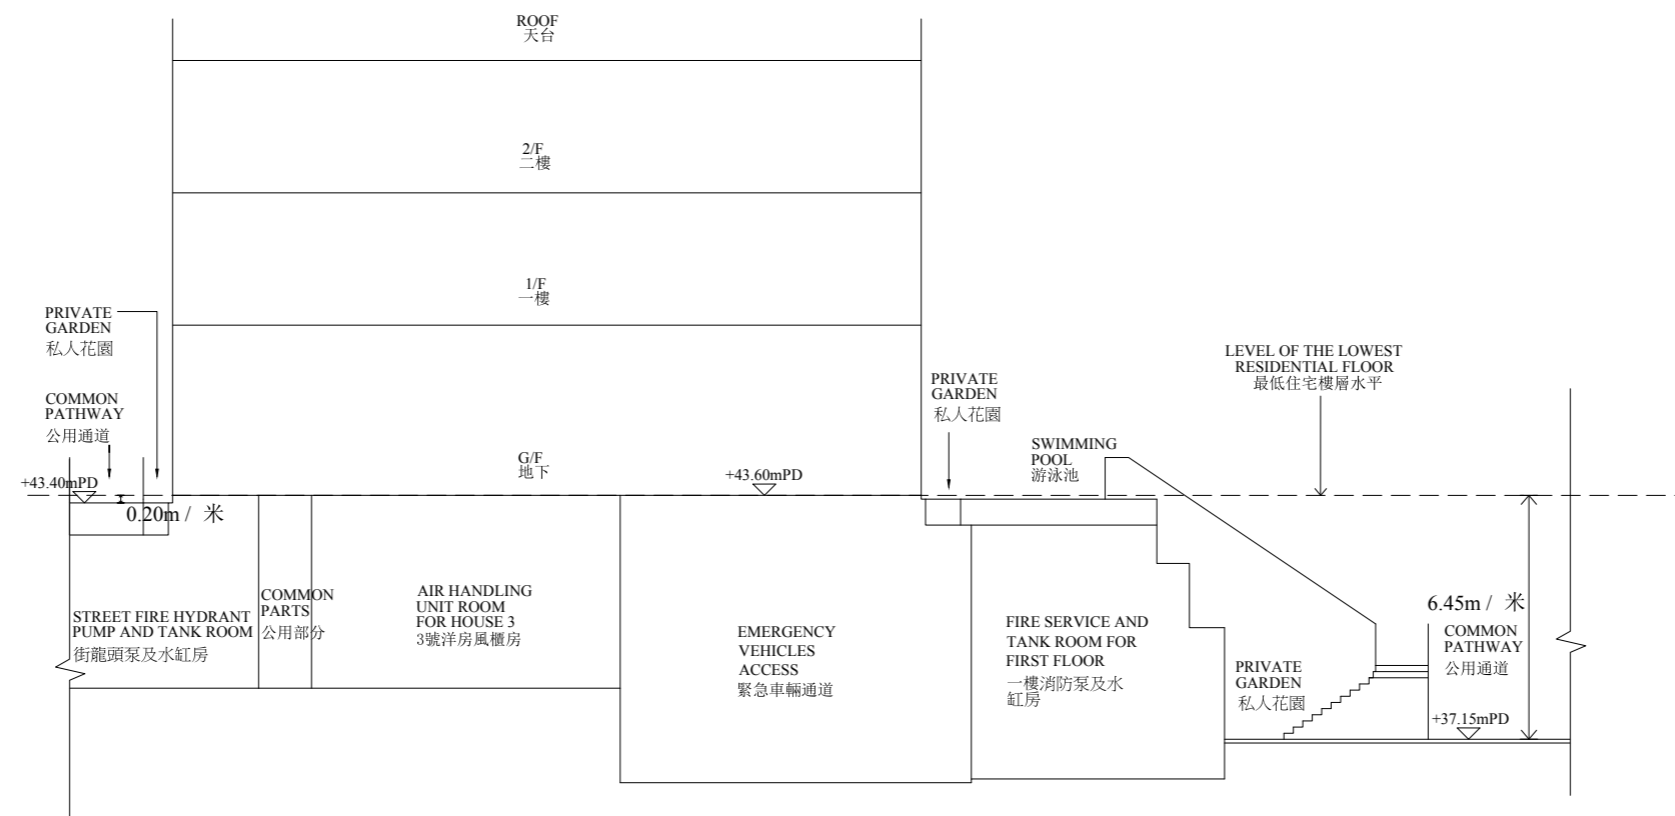 ROOF
天台
2/F
二樓
1/F
一樓
PRIVATE
GARDEN
私人花園
COMMON
PATHWAY
公用通道
+43.40mPD
0.20m / 米
G/F
地下
+43.60mPD
PRIVATE
GARDEN
私人花園
SWIMMING
POOL
游泳池
LEVEL OF THE LOWEST
RESIDENTIAL FLOOR
最低住宅樓層水平
STREET FIRE HYDRANT
PUMP AND TANK ROOM
街龍頭泵及水缸房
COMMON
PARTS
公用部分
AIR HANDLING
UNIT ROOM
FOR HOUSE 3
3號洋房風櫃房
EMERGENCY
VEHICLES
ACCESS
緊急車輛通道
FIRE SERVICE AND
TANK ROOM FOR
FIRST FLOOR
一樓消防泵及水
缸房
PRIVATE
GARDEN
私人花園
6.45m / 米
COMMON
PATHWAY
公用通道
+37.15mPD